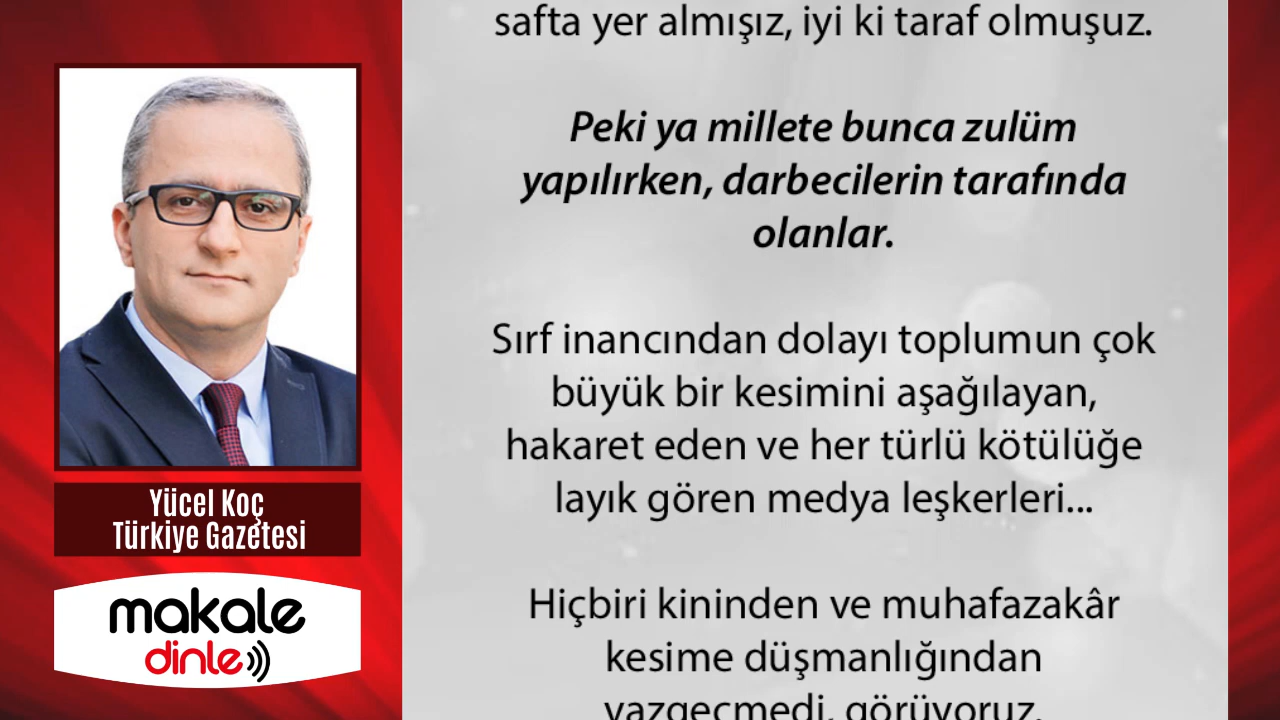 safta yer almışız, iyi ki taraf olmuşuz.
Peki ya millete bunca zulüm
yapılırken, darbecilerin tarafında
olanlar.
Sırf inancından dolayı toplumun çok
büyük bir kesimini aşağılayan,
hakaret eden ve her türlü kötülüğe
layık gören medya leşkerleri...
Hiçbiri kininden ve muhafazakâr
kesime düşmanlığından
vazgeçmedi, görüyoruz.
Yücel Koç
Türkiye Gazetesi
makale
dinle